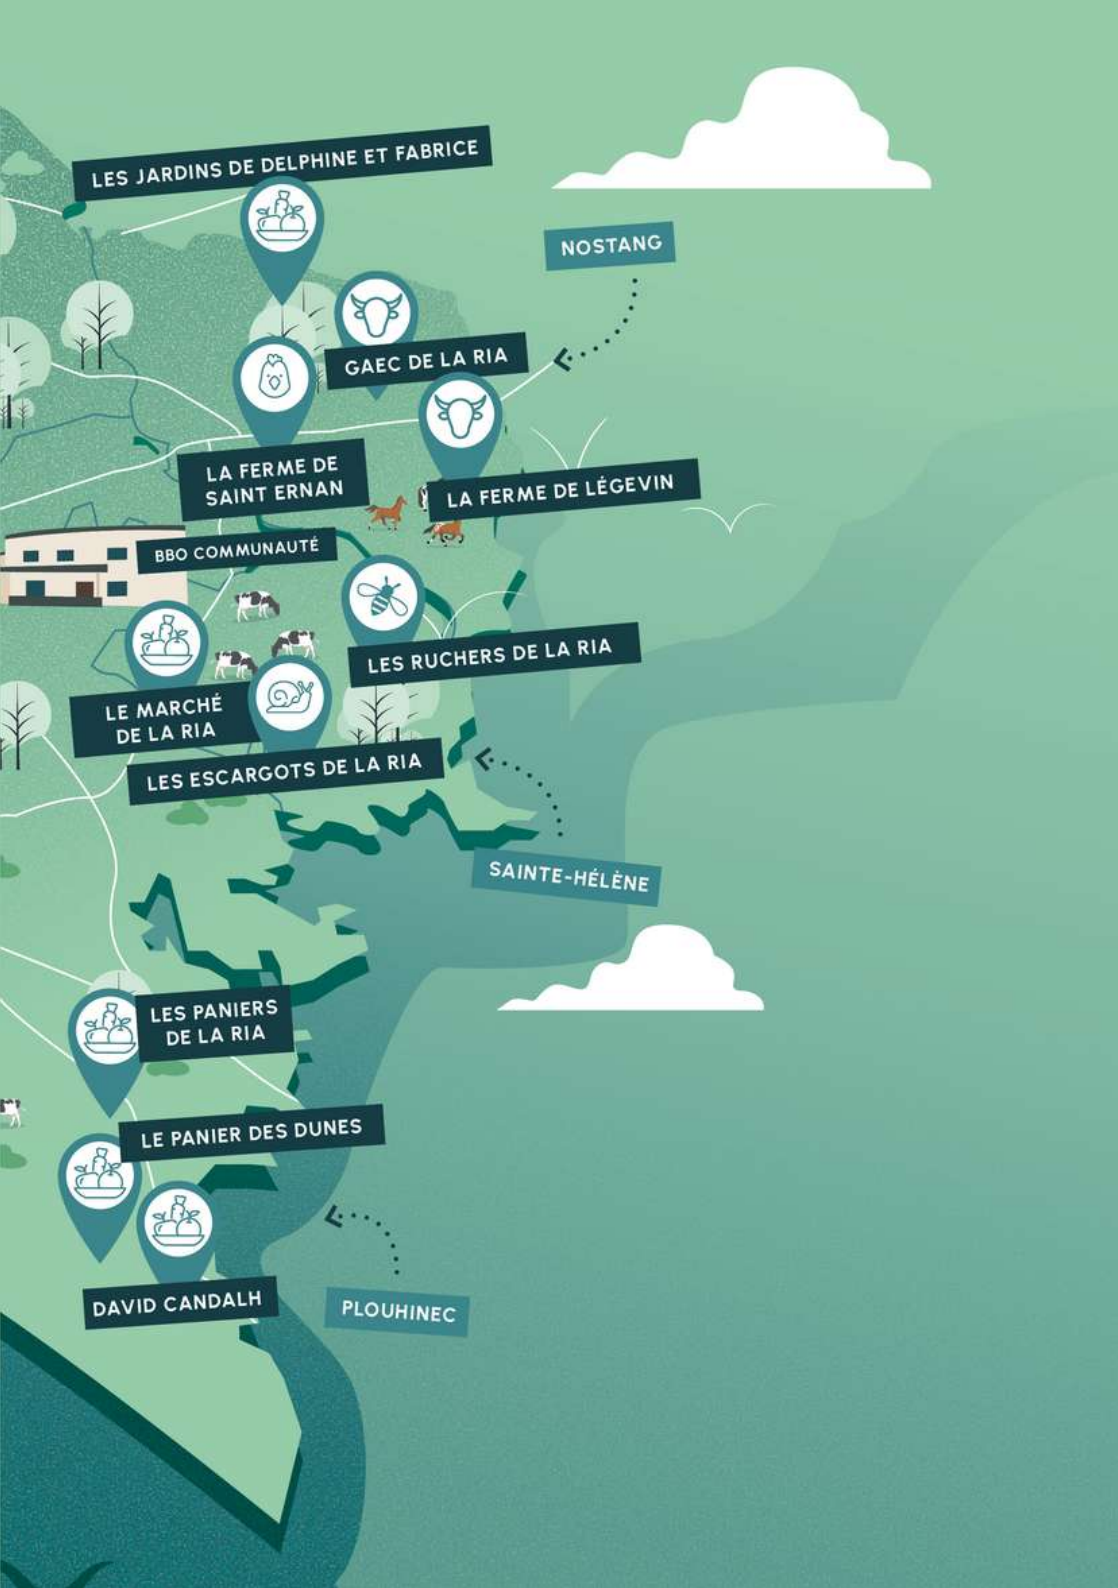 LES JARDINS DE DELPHINE ET FABRICE
NOSTANG
GAEC DE LA RIA
LA FERME DE
SAINT ERNAN
LA FERME DE LÉGEVIN
BBO COMMUNAUTÉ
LES RUCHERS DE LA RIA
LE MARCHÉ
DE LA RIA
LES ESCARGOTS DE LA RIA
SAINTE-HÉLÈNE
LES PANIERS
DE LA RIA
LE PANIER DES DUNES
DAVID CANDALH
PLOUHINEC